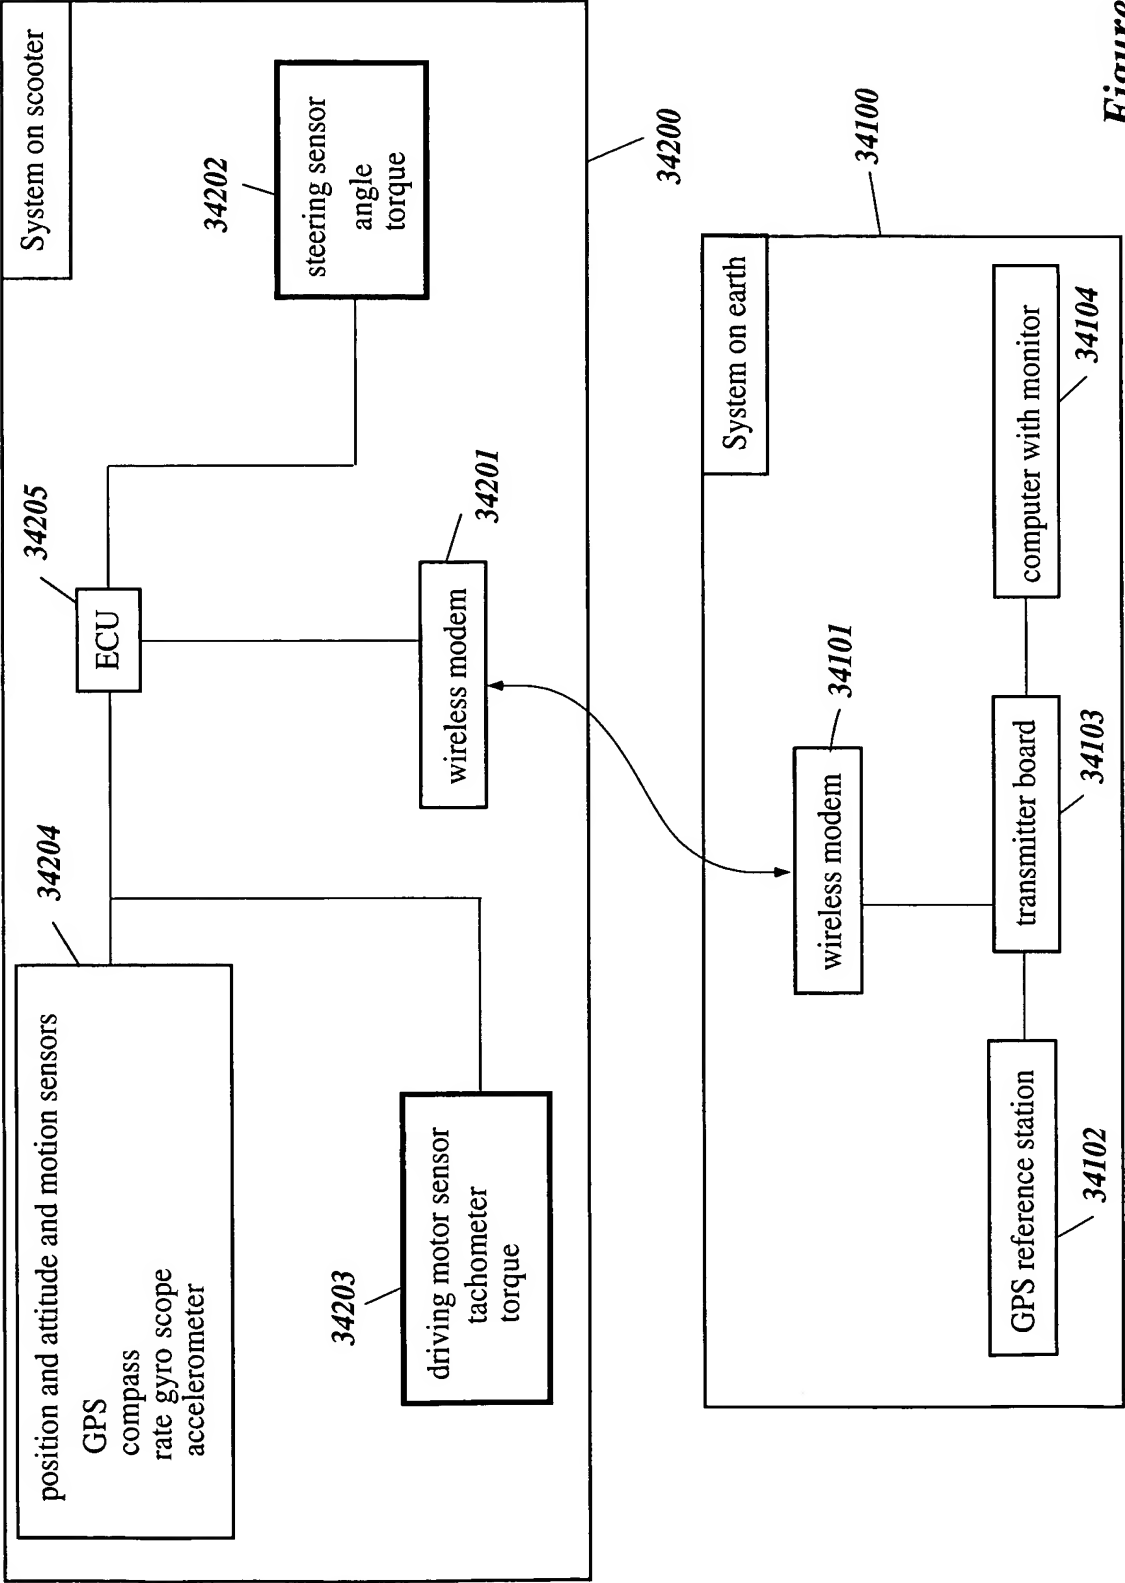 System on scooter
34205
34204
34202
position and attitude and motion sensors
GPS
compass
rate gyro scope
accelerometer
ECU
steering sensor
angle
torque
34203
driving motor sensor
tachometer
torque
34201
wireless modem
34200
System on earth
34100
34101
wireless modem
GPS reference station
transmitter board
computer with monitor
34102
34103
34104
Figure